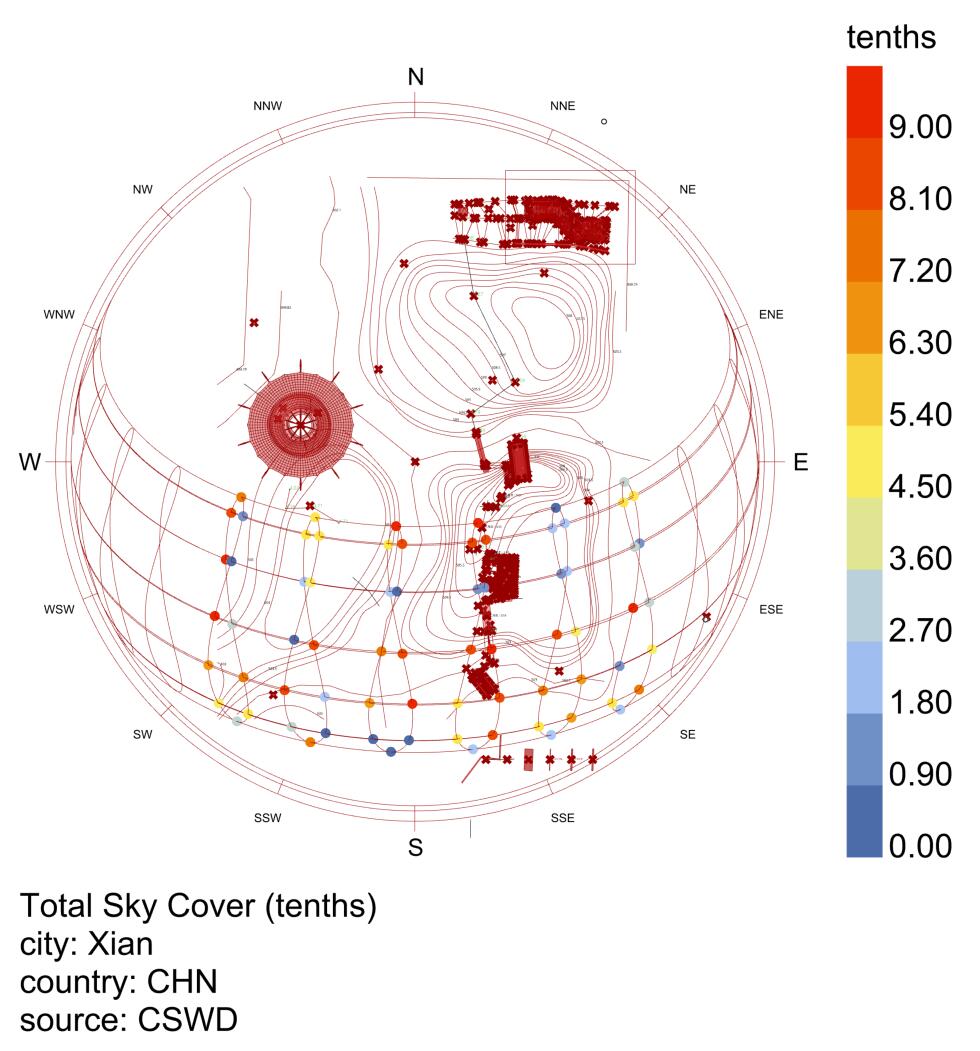 tenths
N
NNW
NNE
9.00
NW
NE
8.10
7.20
WNW
ENE
6.30
5.40
W
E
4.50
3.60
WSW
ESE
2.70
1.80
SW
SE
0.90
SSW
SSE
0.00
S
Total Sky Cover (tenths)
city: Xian
country: CHN
source: CSWD